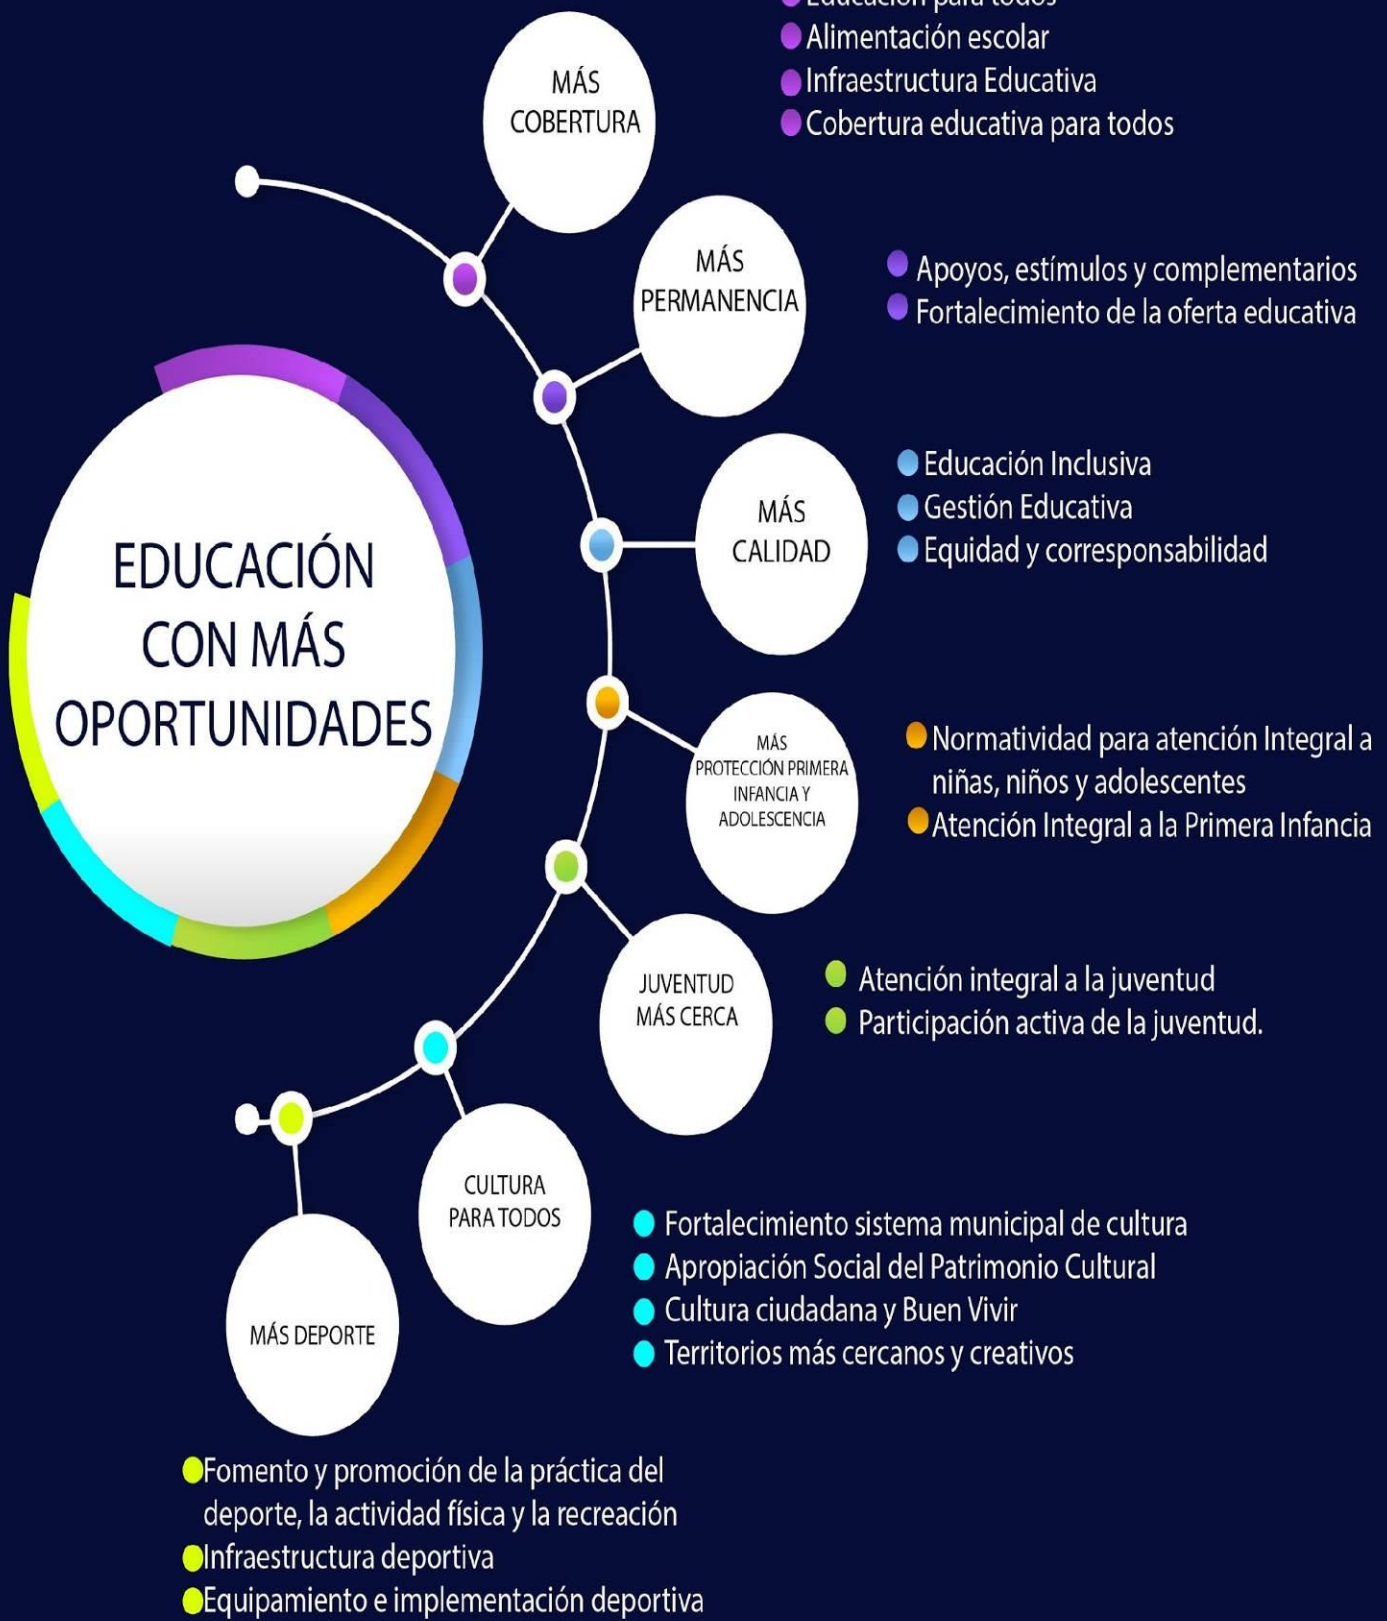 Educación para todos
Alimentación escolar
Infraestructura Educativa
Cobertura educativa para todos
MÁS
COBERTURA
MÁS
PERMANENCIA
Apoyos, estímulos y complementarios
Fortalecimiento de la oferta educativa
MÁS
CALIDAD
Educación Inclusiva
Gestión Educativa
Equidad y corresponsabilidad
EDUCACIÓN
CON MÁS
OPORTUNIDADES
MÁS
PROTECCIÓN PRIMERA
INFANCIA Y
ADOLESCENCIA
Normatividad para atención Integral a
niñas, niños y adolescentes
Atención Integral a la Primera Infancia
JUVENTUD
MÁS CERCA
Atención integral a la juventud
Participación activa de la juventud.
CULTURA
PARA TODOS
Fortalecimiento sistema municipal de cultura
Apropiación Social del Patrimonio Cultural
Cultura ciudadana y Buen Vivir
Territorios más cercanos y creativos
MÁS DEPORTE
Fomento y promoción de la práctica del
deporte, la actividad física y la recreación
Infraestructura deportiva
Equipamiento e implementación deportiva